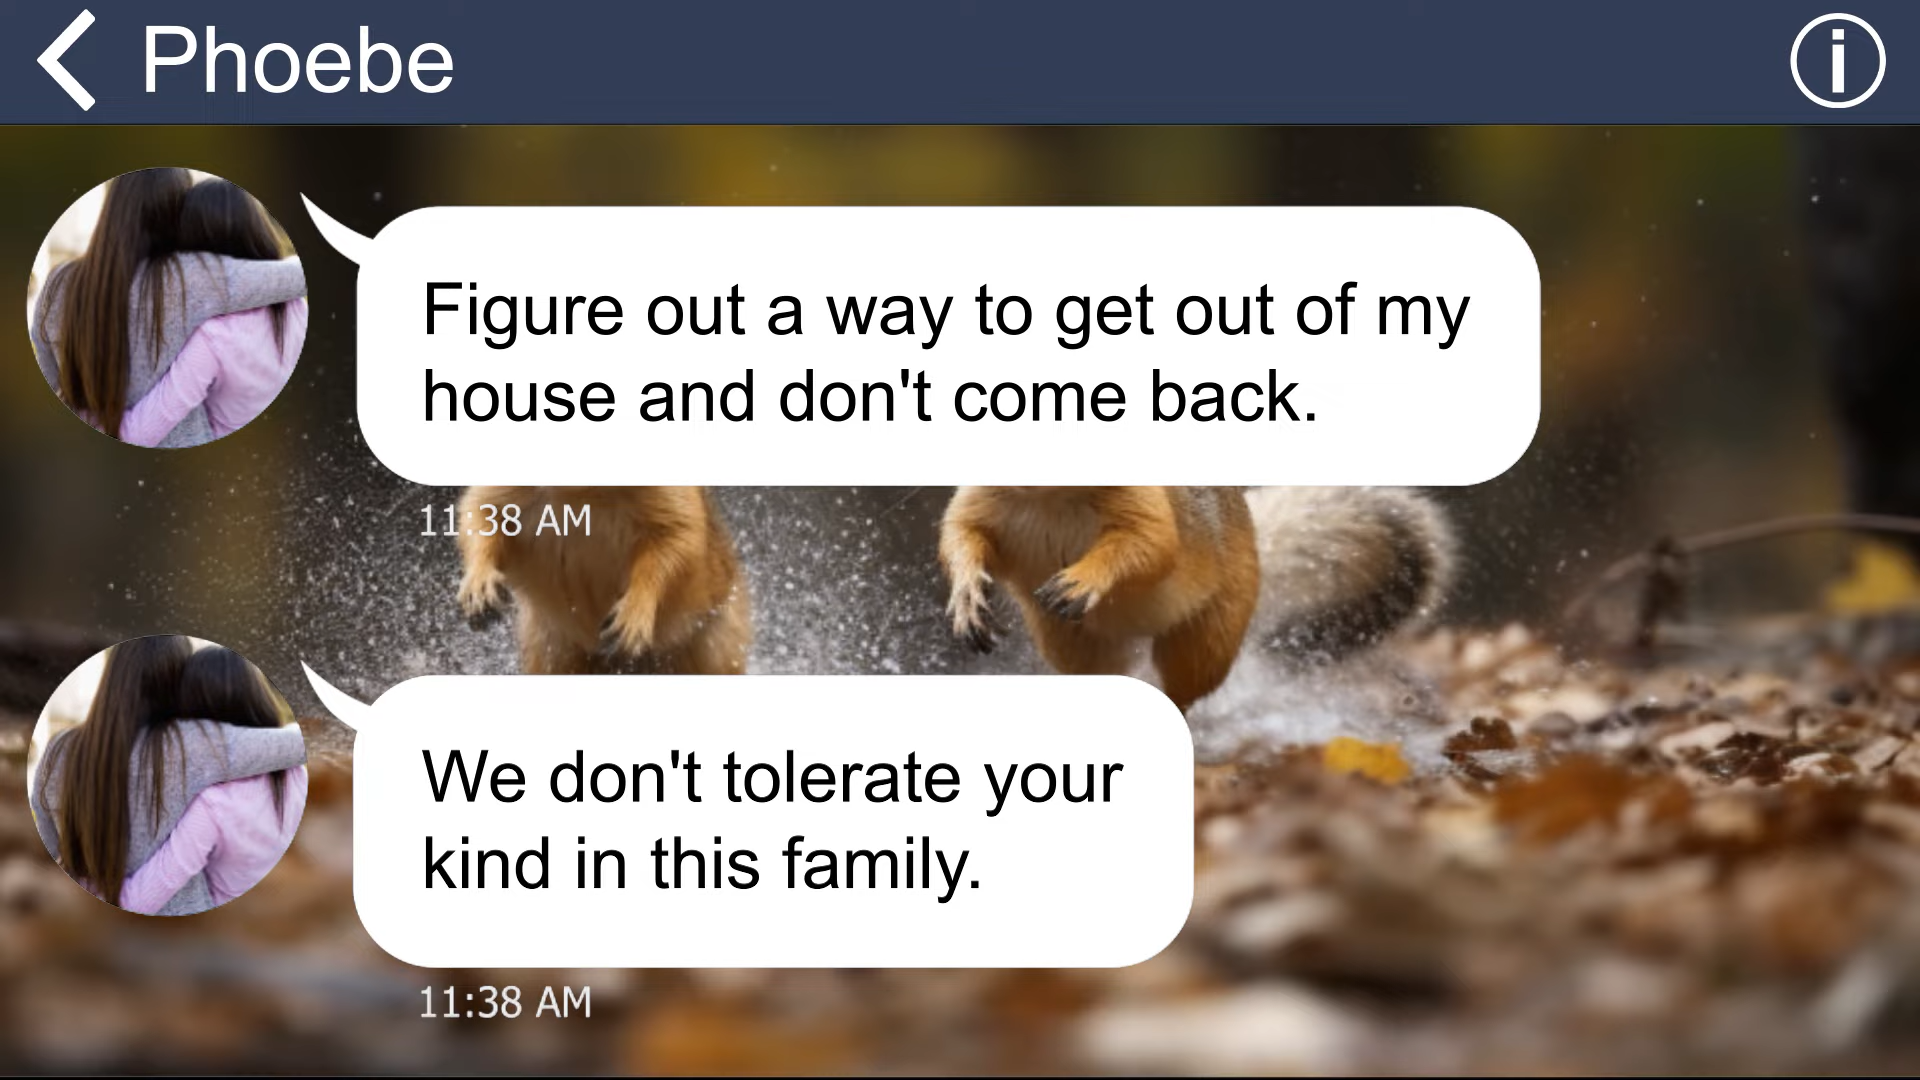 Phoebe
Figure out a way to get out of my
house and don't come back.
11:38 AM
We don't tolerate your
kind in this family.
11:38 AM